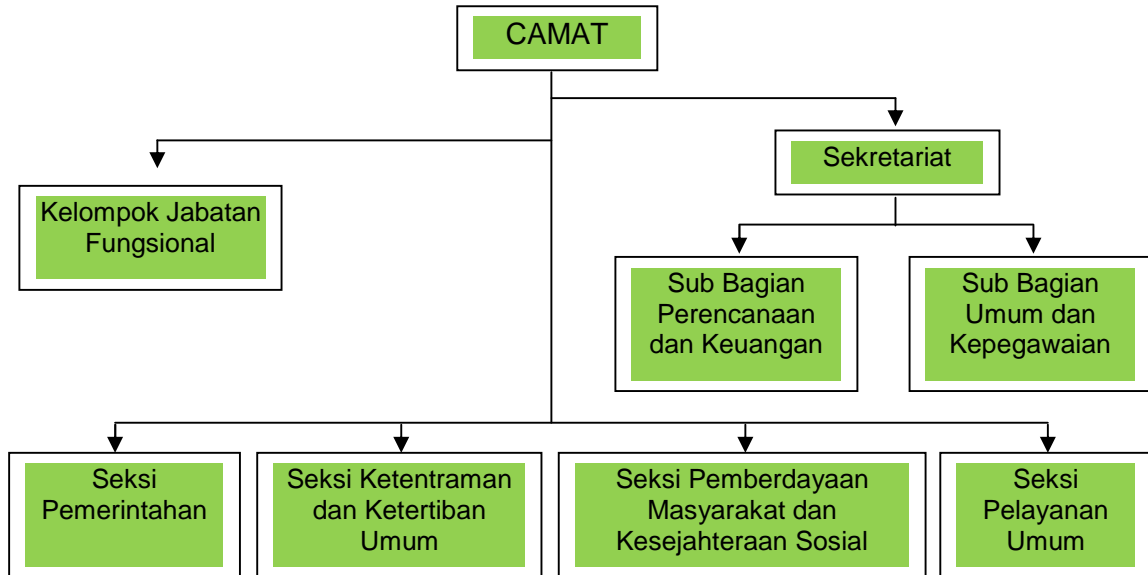 CAMAT
Sekretariat
Kelompok Jabatan
Fungsional
Sub Bagian
Perencanaan
dan Keuangan
Sub Bagian
Umum dan
Kepegawaian
Seksi
Pemerintahan
Seksi Ketentraman
dan Ketertiban
Umum
Seksi Pemberdayaan
Masyarakat dan
Kesejahteraan Sosial
Seksi
Pelayanan
Umum